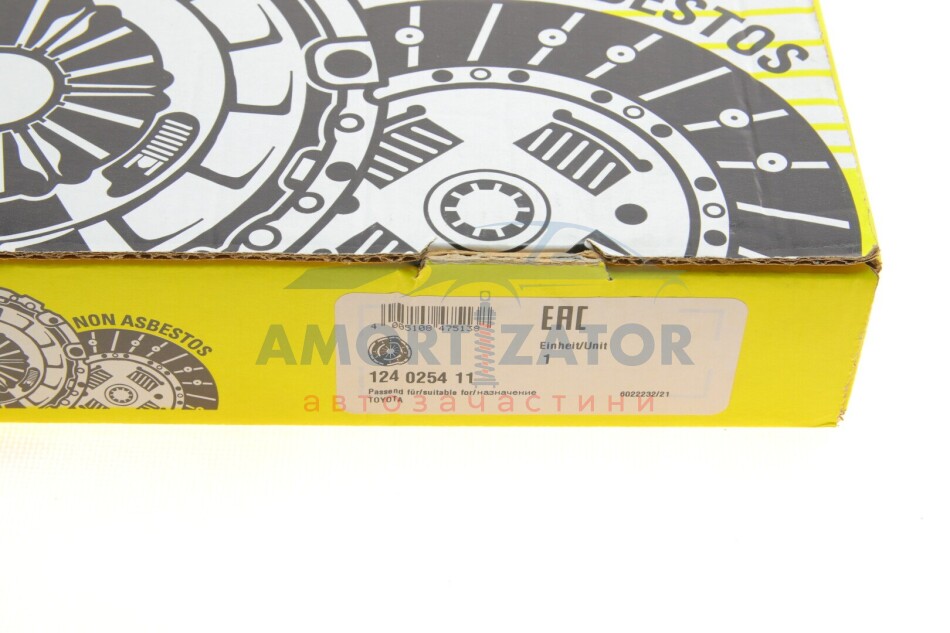 ASBESTOS
NON ASBESTOS
EAC
Einheit/Unit
1
124 0254 11
Passend für/suitable for/назначение
TOYOTA
0022232/21
AMORTIZATOR
автозапчастини